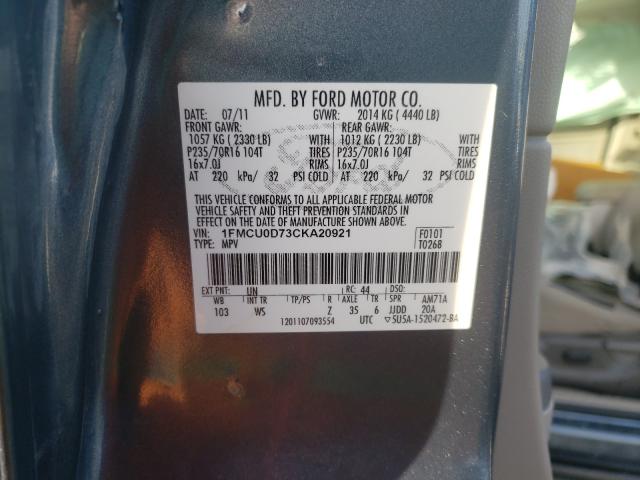 MFD. BY FORD MOTOR CO.
DATE: 07/11 GVWR: 2014 KG ( 4440 LB)
FRONT GAWR: REAR GAWR:
1057 KG ( 2330 LB) WITH 1012 KG ( 2230 LB) WITH
P235/70R16 104T TIRES P235/70R16 104T TIRES
16x7.0J RIMS 16x7.0J RIMS
AT 220 kPa/ 32 PSI COLD AT 220 kPa/ 32 PSI COLD
THIS VEHICLE CONFORMS TO ALL APPLICABLE FEDERAL MOTOR
VEHICLE SAFETY AND THEFT PREVENTION STANDARDS IN
EFFECT ON THE DATE OF MANUFACTURE SHOWN ABOVE.
VIN: 1FMCU0D73CKA20921 F0101
TYPE: MPV T0268
EXT PNT: UN RC: 44 DSO:
WB INT TR TP/PS R AXLE TR SPR AM71A
103 WS Z 35 6 JJDD 20A
1201107093554 UTC 5U5A-1520472-BA